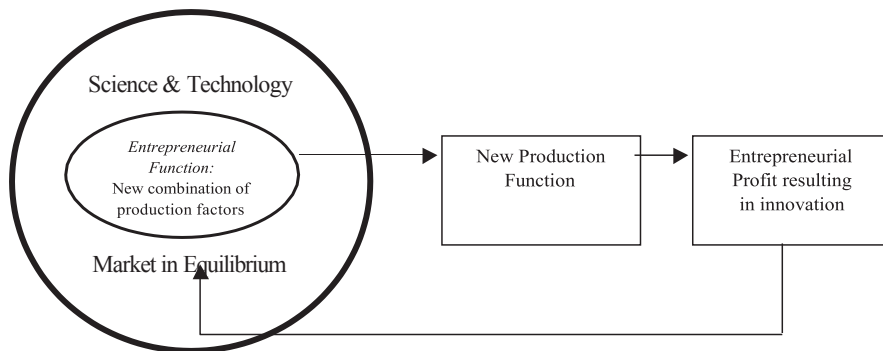 Science & Technology
Entrepreneurial
Function:
New combination of
production factors
Market in Equilibrium
New Production
Function
Entrepreneurial
Profit resulting
in innovation